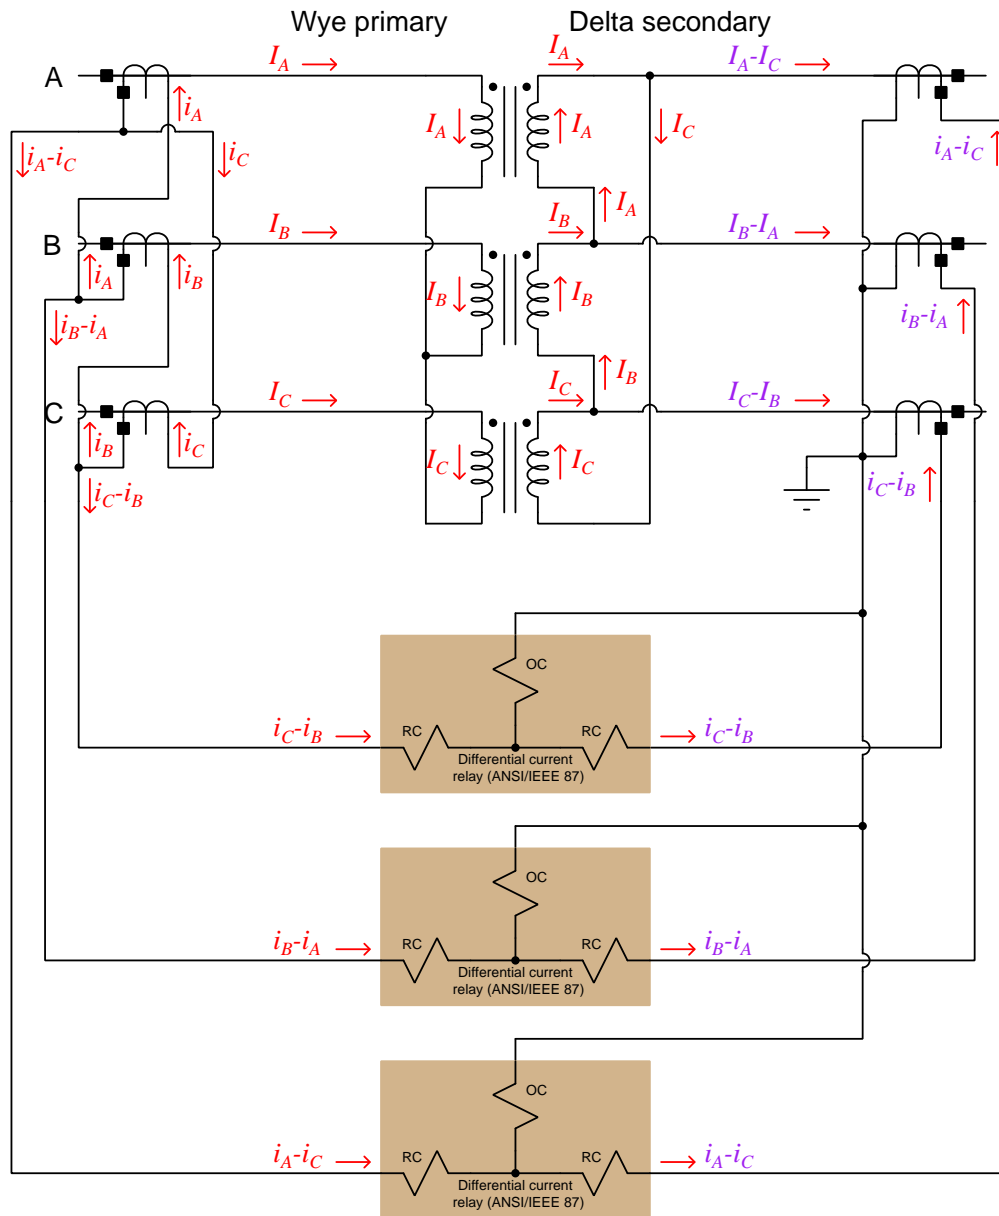 Wye primary
Delta secondary
A
I_A
I_A
I_A-I_C
i_A
i_A-i_C
i_C
I_A
I_A
I_C
i_A-i_C
I_A
B
I_B
I_B
I_B-I_A
i_A
i_B
I_B
I_B
i_B-i_A
i_B-i_A
I_B
C
I_C
I_C
I_C-I_B
i_B
i_C
I_C
I_C
i_C-i_B
i_C-i_B
OC
i_C-i_B
RC
RC
i_C-i_B
Differential current
relay (ANSI/IEEE 87)
OC
i_B-i_A
RC
RC
i_B-i_A
Differential current
relay (ANSI/IEEE 87)
OC
i_A-i_C
RC
RC
i_A-i_C
Differential current
relay (ANSI/IEEE 87)